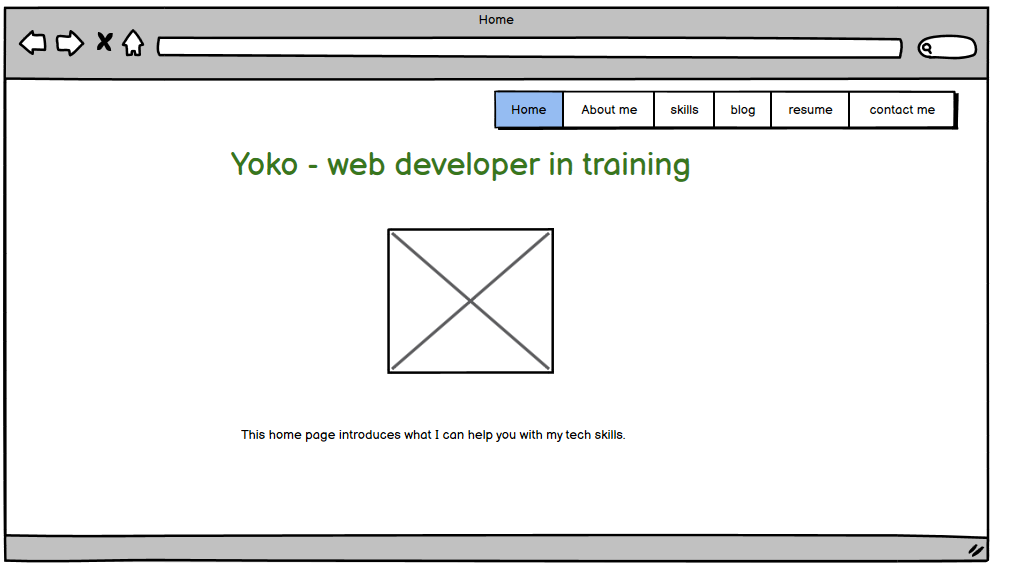 Home
Home About me skills blog resume contact me
Yoko - web developer in training
This home page introduces what I can help you with my tech skills.